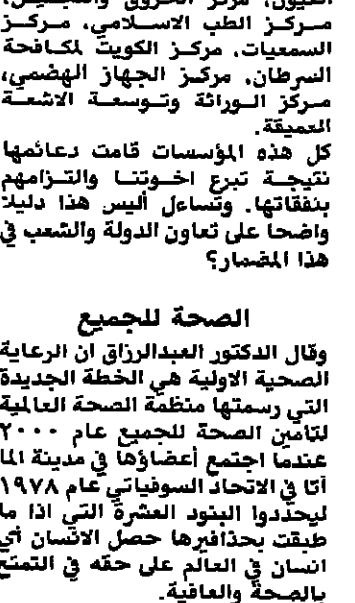 العيون، مركز الحروق والتجميل،
مركز الطب الاسلامي، مركز
السمعيات، مركز الكويت لمكافحة
السرطان، مركز الجهاز الهضمي،
مركز الوراثة وتوسعة الاشعة
العميقة.
كل هذه المؤسسات قامت دعائمها
نتيجة تبرع اخوتنا والتزامهم
بنفقاتها. وتساءل أليس هذا دليلا
واضحا على تعاون الدولة والشعب في
هذا المضمار؟
الصحة للجميع
وقال الدكتور العبدالرزاق ان الرعاية
الصحية الاولية هي الخطة الجديدة
التي رسمتها منظمة الصحة العالمية
لتأمين الصحة للجميع عام ٢٠٠٠
عندما اجتمع أعضاؤها في مدينة الما
آتا في الاتحاد السوفياتي عام ١٩٧٨
ليحددوا البنود العشرة التي اذا ما
طبقت بحذافيرها حصل الانسان أي
انسان في العالم على حقه في التمتع
بالصحة والعافية.